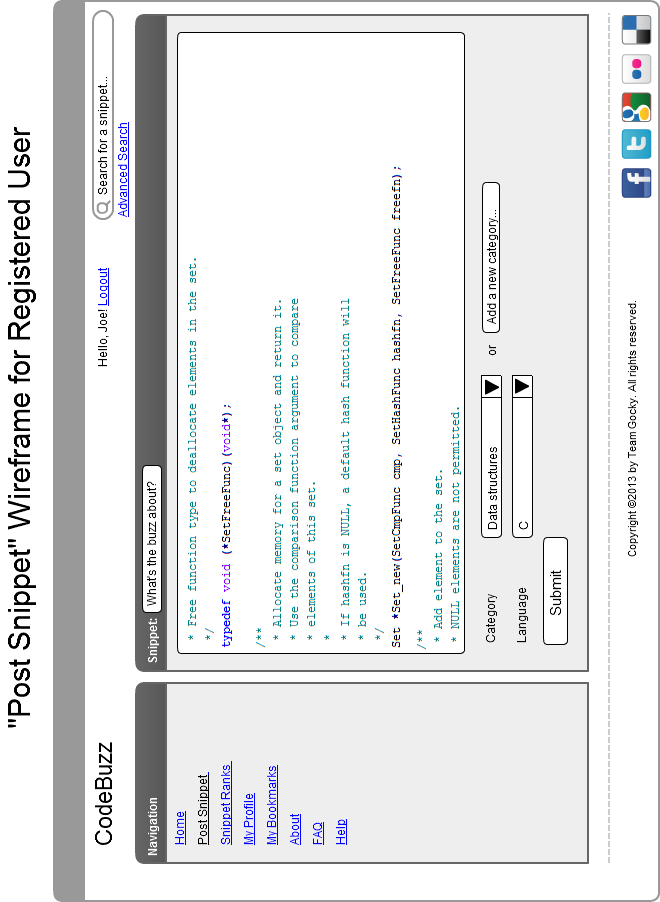 "Post Snippet" Wireframe for Registered User
CodeBuzz
Hello, Joe! Logout
Search for a snippet...
Advanced Search
Navigation
Home
Post Snippet
Snippet Ranks
My Profile
My Bookmarks
About
FAQ
Help
Snippet: What's the buzz about?
* Free function type to deallocate elements in the set.
*/
typedef void (*SetFreeFunc)(void*);
/**
* Allocate memory for a set object and return it.
* Use the comparison function argument to compare
* elements of this set.
*
* If hashfn is NULL, a default hash function will
* be used.
*/
Set *Set_new(SetCmpFunc cmp, SetHashFunc hashfn, SetFreeFunc freefn);
/**
* Add element to the set.
* NULL elements are not permitted.
Category Data structures or Add a new category...
Language C
Submit
Copyright ©2013 by Team Gocky. All rights reserved.
f t g